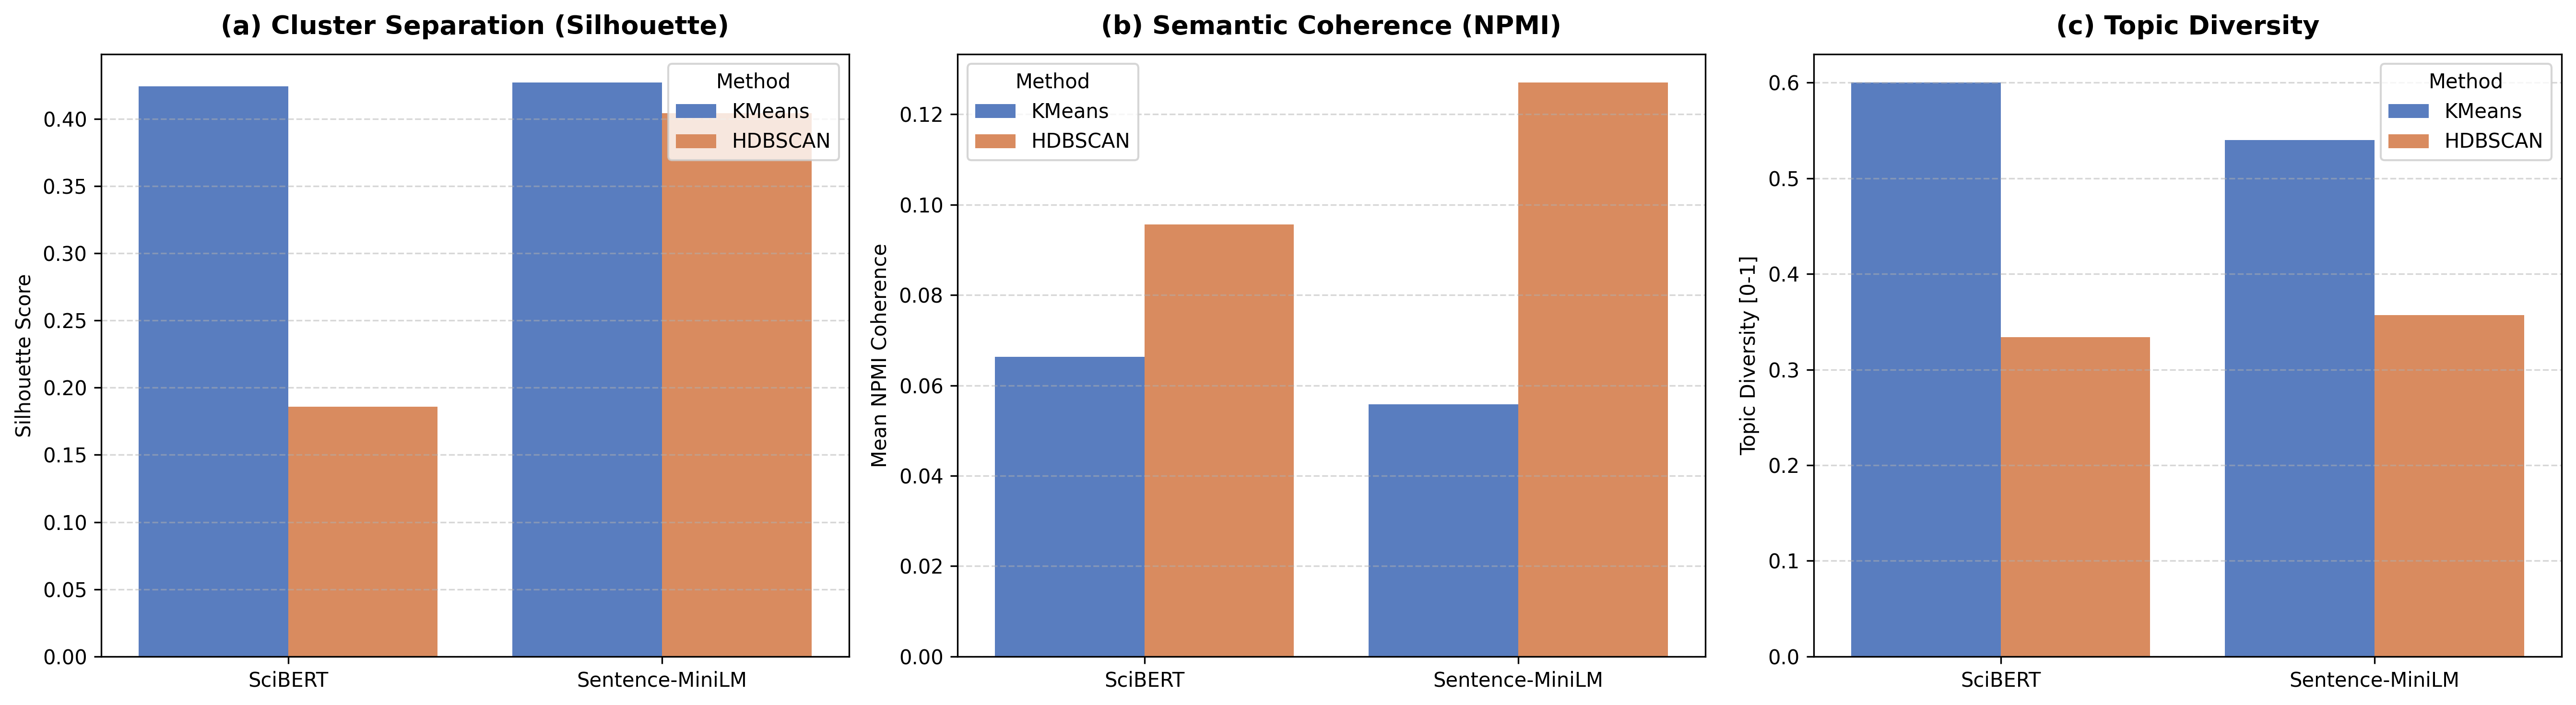 (a) Cluster Separation (Silhouette)
Silhouette Score
0.40
0.35
0.30
0.25
0.20
0.15
0.10
0.05
0.00
SciBERT
Sentence-MiniLM
Method
KMeans
HDBSCAN
(b) Semantic Coherence (NPMI)
Mean NPMI Coherence
0.12
0.10
0.08
0.06
0.04
0.02
0.00
SciBERT
Sentence-MiniLM
Method
KMeans
HDBSCAN
(c) Topic Diversity
Topic Diversity [0-1]
0.6
0.5
0.4
0.3
0.2
0.1
0.0
SciBERT
Sentence-MiniLM
Method
KMeans
HDBSCAN